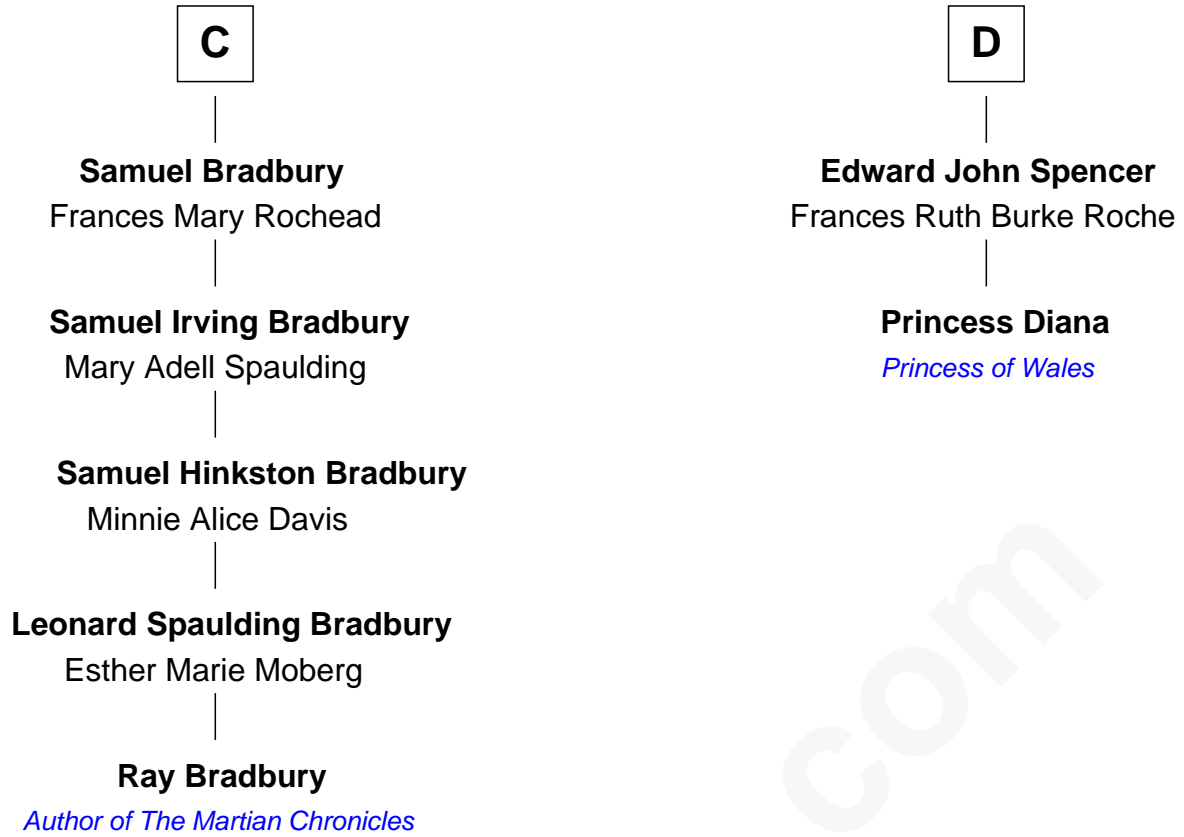 C
Samuel Bradbury
Frances Mary Rochead
Samuel Irving Bradbury
Mary Adell Spaulding
Samuel Hinkston Bradbury
Minnie Alice Davis
Leonard Spaulding Bradbury
Esther Marie Moberg
Ray Bradbury
Author of The Martian Chronicles
D
Edward John Spencer
Frances Ruth Burke Roche
Princess Diana
Princess of Wales
com